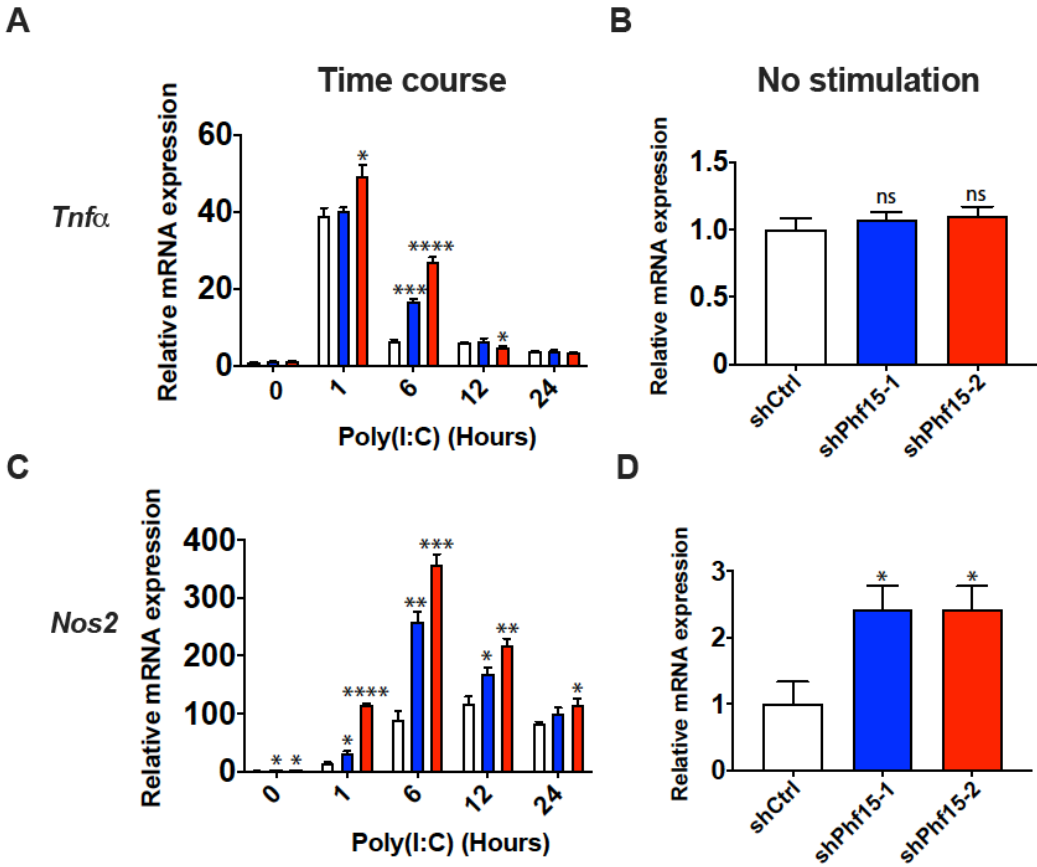 A
B
Time course
No stimulation
Tnfα
Relative mRNA expression
60
40
20
0
*
***
****
*
0
1
6
12
24
Poly(I:C) (Hours)
Relative mRNA expression
1.5
1.0
0.5
0
ns
ns
shCtrl
shPhf15-1
shPhf15-2
C
D
Nos2
Relative mRNA expression
400
300
200
100
0
* *
*
****
**
***
*
**
*
0
1
6
12
24
Poly(I:C) (Hours)
Relative mRNA expression
3
2
1
0
*
*
shCtrl
shPhf15-1
shPhf15-2